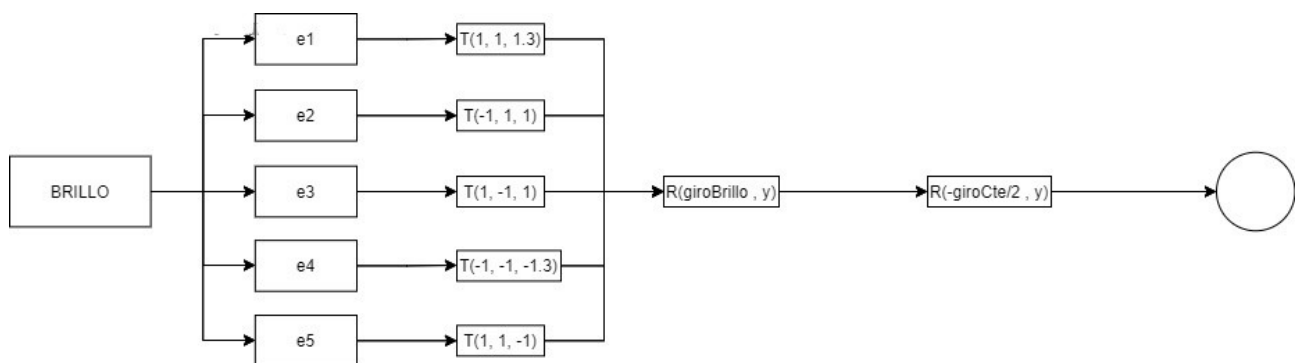 e1
T(1, 1, 1.3)
e2
T(-1, 1, 1)
BRILLO
e3
T(1, -1, 1)
R(giroBrillo , y)
R(-giroCte/2 , y)
e4
T(-1, -1, -1.3)
e5
T(1, 1, -1)